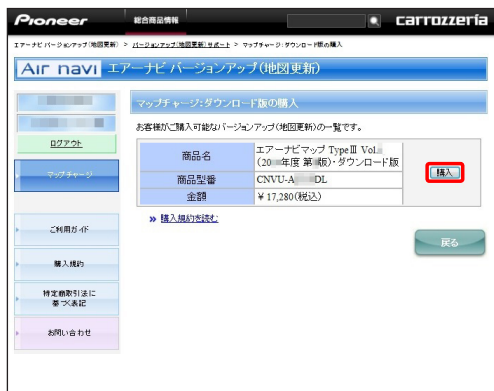 Pioneer 総合商品情報 carrozzeria
エアーナビ バージョンアップ(地図更新) > バージョンアップ(地図更新)サポート > マップチャージ:ダウンロード版の購入
Air navi エアーナビ バージョンアップ(地図更新)
マップチャージ:ダウンロード版の購入
お客様がご購入可能なバージョンアップ(地図更新)の一覧です。
ログアウト
マップチャージ
商品名 エアーナビマップ TypeⅢ Vol.
(20 年度 第 版)・ダウンロード版
商品型番 CNVU-A DL
金額 ¥17,280(税込)
購入
購入規約を読む
戻る
ご利用ガイド
購入規約
特定商取引法に
基づく表記
お問い合わせ